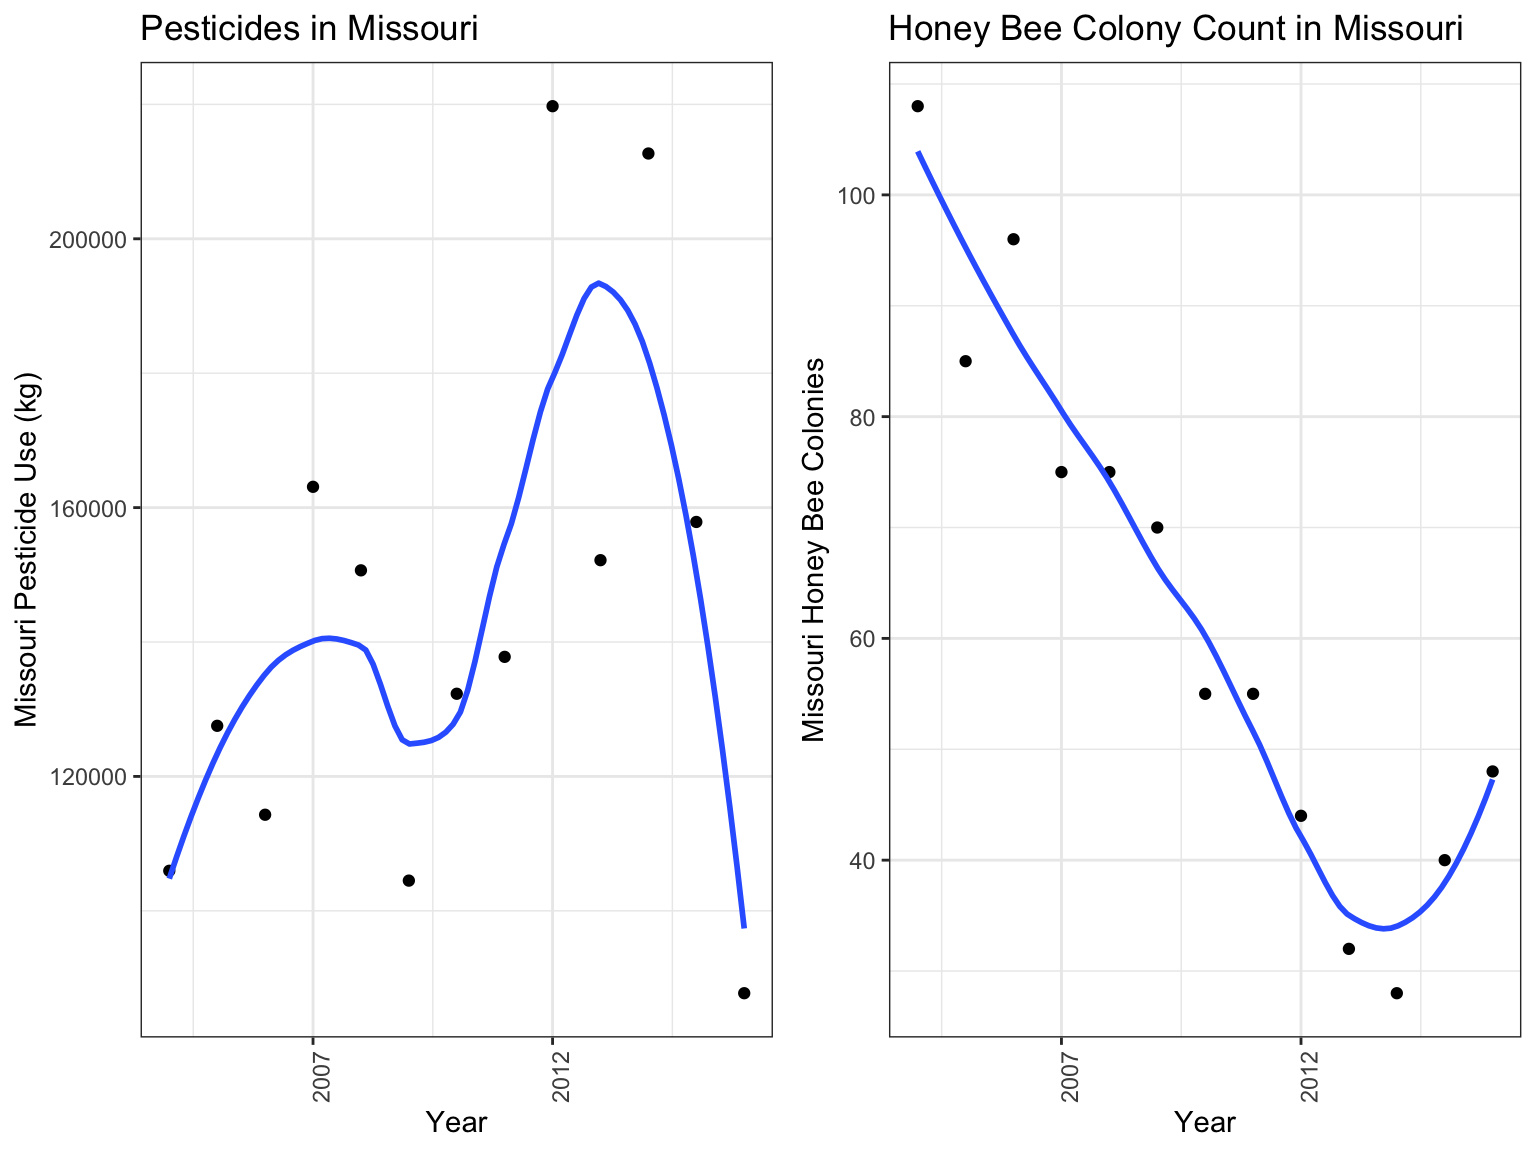 Pesticides in Missouri
Missouri Pesticide Use (kg)
200000
160000
120000
2007
2012
Year
Honey Bee Colony Count in Missouri
Missouri Honey Bee Colonies
100
80
60
40
2007
2012
Year